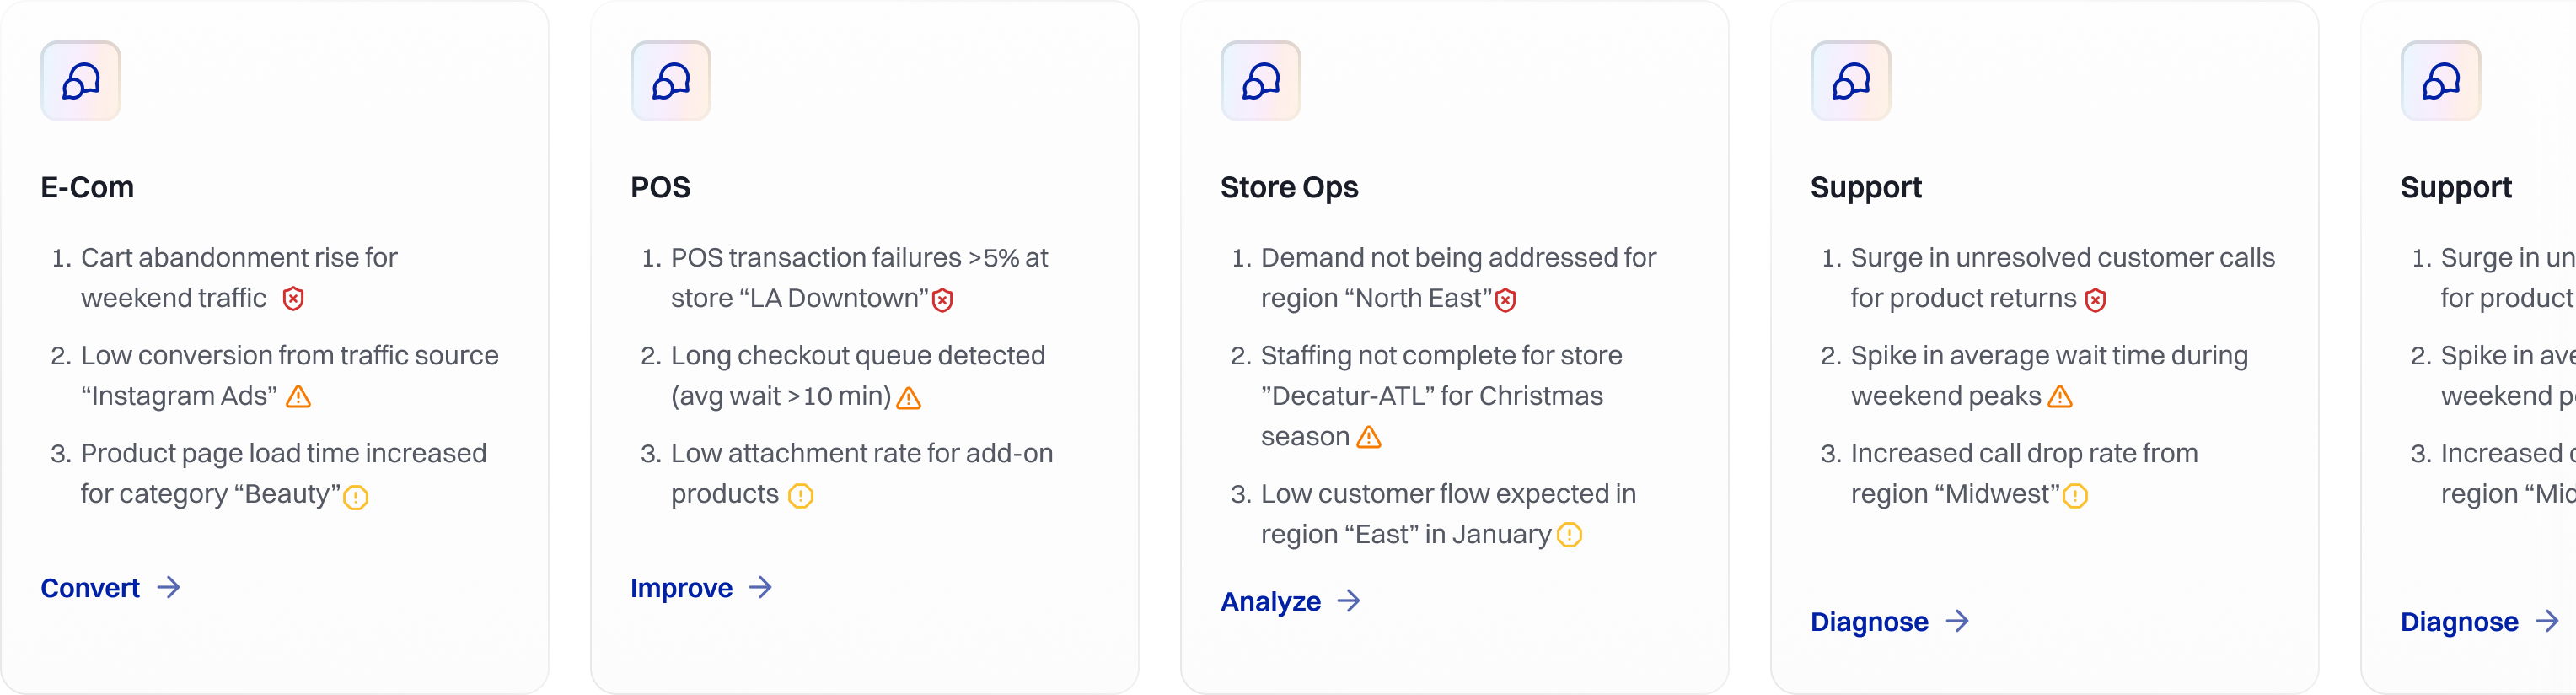 E-Com
1. Cart abandonment rise for
weekend traffic
2. Low conversion from traffic source
“Instagram Ads”
3. Product page load time increased
for category “Beauty”
Convert
POS
1. POS transaction failures >5% at
store “LA Downtown”
2. Long checkout queue detected
(avg wait >10 min)
3. Low attachment rate for add-on
products
Improve
Store Ops
1. Demand not being addressed for
region “North East”
2. Staffing not complete for store
”Decatur-ATL” for Christmas
season
3. Low customer flow expected in
region “East” in January
Analyze
Support
1. Surge in unresolved customer calls
for product returns
2. Spike in average wait time during
weekend peaks
3. Increased call drop rate from
region “Midwest”
Diagnose
Support
1. Surge in un
for product
2. Spike in ave
weekend p
3. Increased c
region “Mid
Diagnose